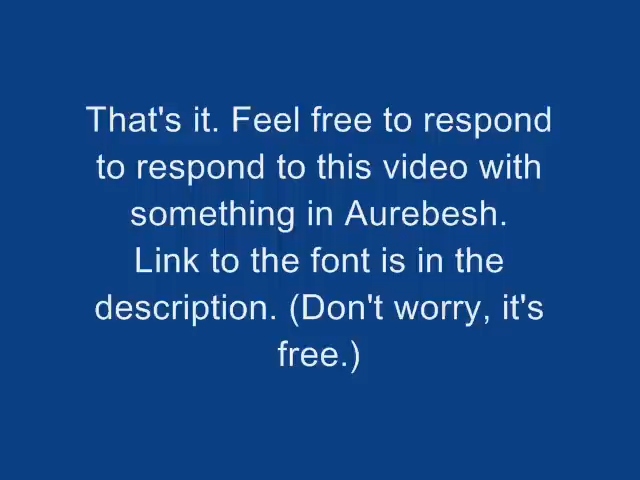 That's it. Feel free to respond
to respond to this video with
something in Aurebesh.
Link to the font is in the
description. (Don't worry, it's
free.)